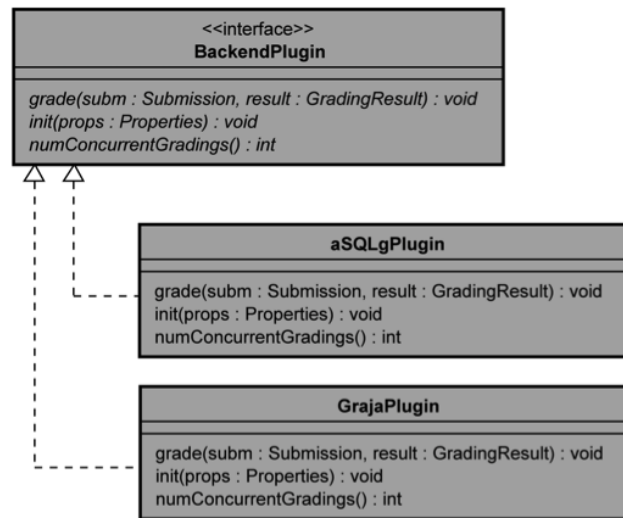 <<interface>>
BackendPlugin
grade(subm : Submission, result : GradingResult) : void
init(props : Properties) : void
numConcurrentGradings() : int
aSQLgPlugin
grade(subm : Submission, result : GradingResult) : void
init(props : Properties) : void
numConcurrentGradings() : int
GrajaPlugin
grade(subm : Submission, result : GradingResult) : void
init(props : Properties) : void
numConcurrentGradings() : int